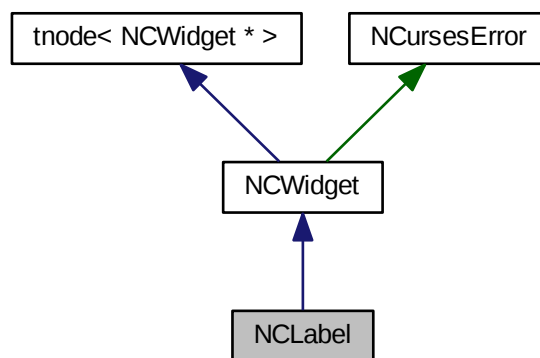 tnode< NCWidget * >
NCursesError
NCWidget
NCLabel